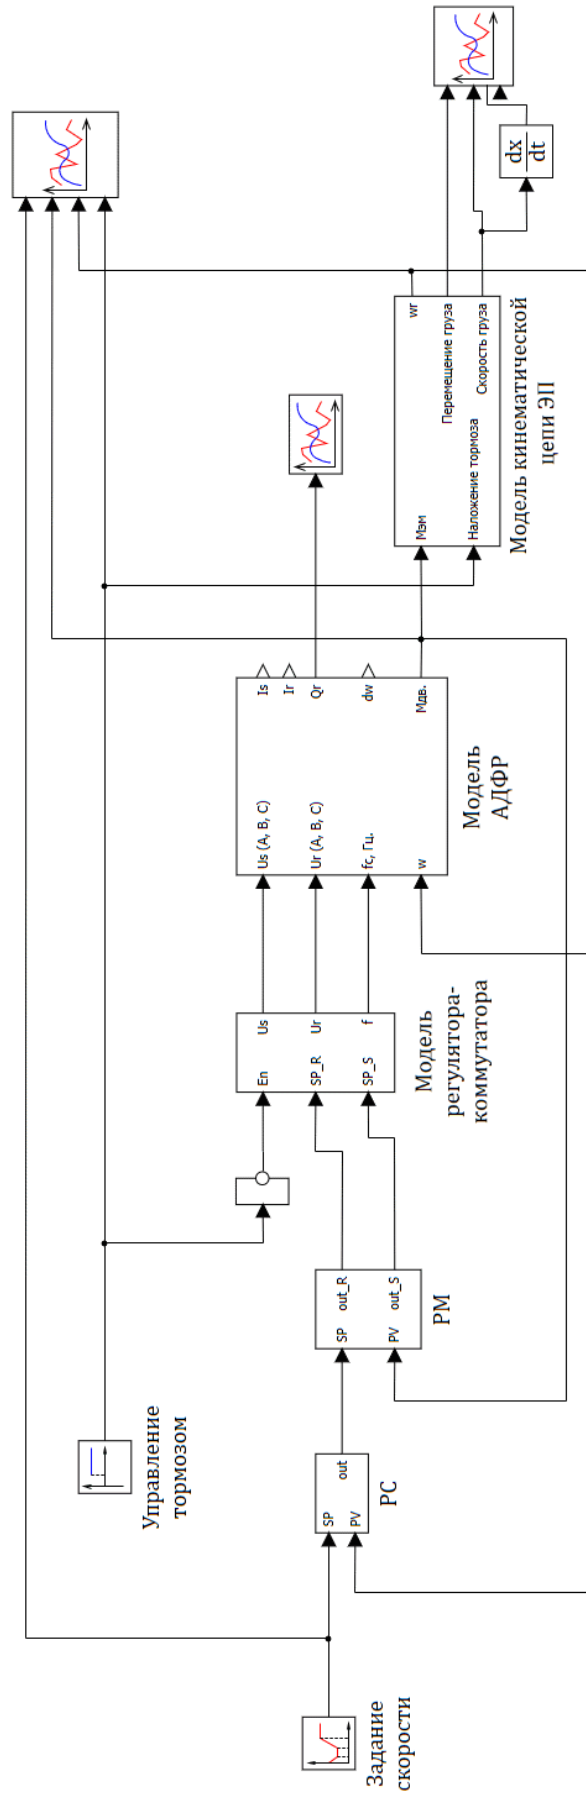 Задание
скорости
SP
PV
out
РС
Управление
тормозом
SP
PV
out_R
out_S
РМ
En
SP_R
SP_S
Us
Ur
f
Модель
регулятора-
коммутатора
Us (A, B, C)
Ur (A, B, C)
fc, Гц.
w
Is
Ir
Qr
dw
Mдв.
Модель
АДФР
Мэм
Наложение тормоза
wr
Перемещение груза
Скорость груза
Модель кинематической
цепи ЭП
dx
dt